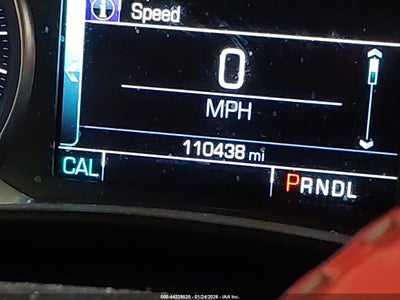 Speed
0
MPH
110438 mi
CAL
PRNDL
000-44229520 - 01/24/2026 - IAA Inc.